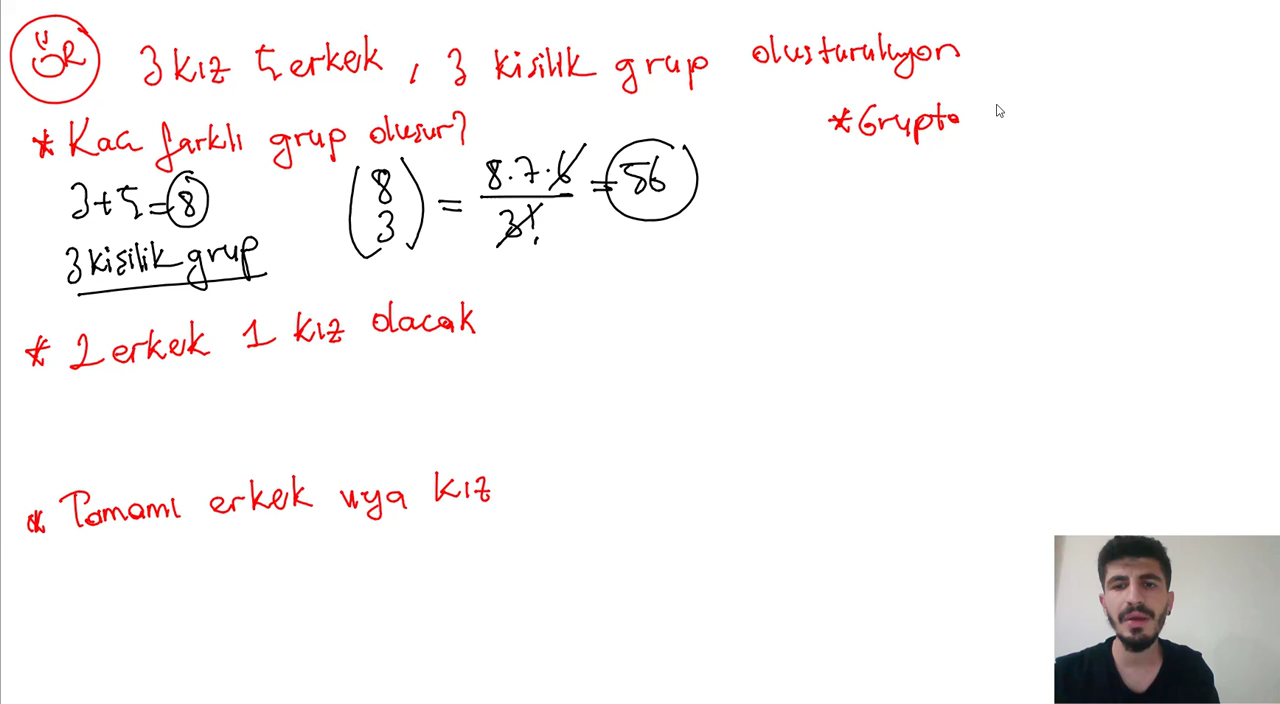 ÖR 3 kız 5 erkek, 3 kişilik grup oluşturuluyor
* Kaç farklı grup oluşur?
3+5=8
3 kişilik grup
(8 3) = 8.7.6 / 3! = 56
* 2 erkek 1 kız olacak
* Tamamı erkek veya kız
* Grupta